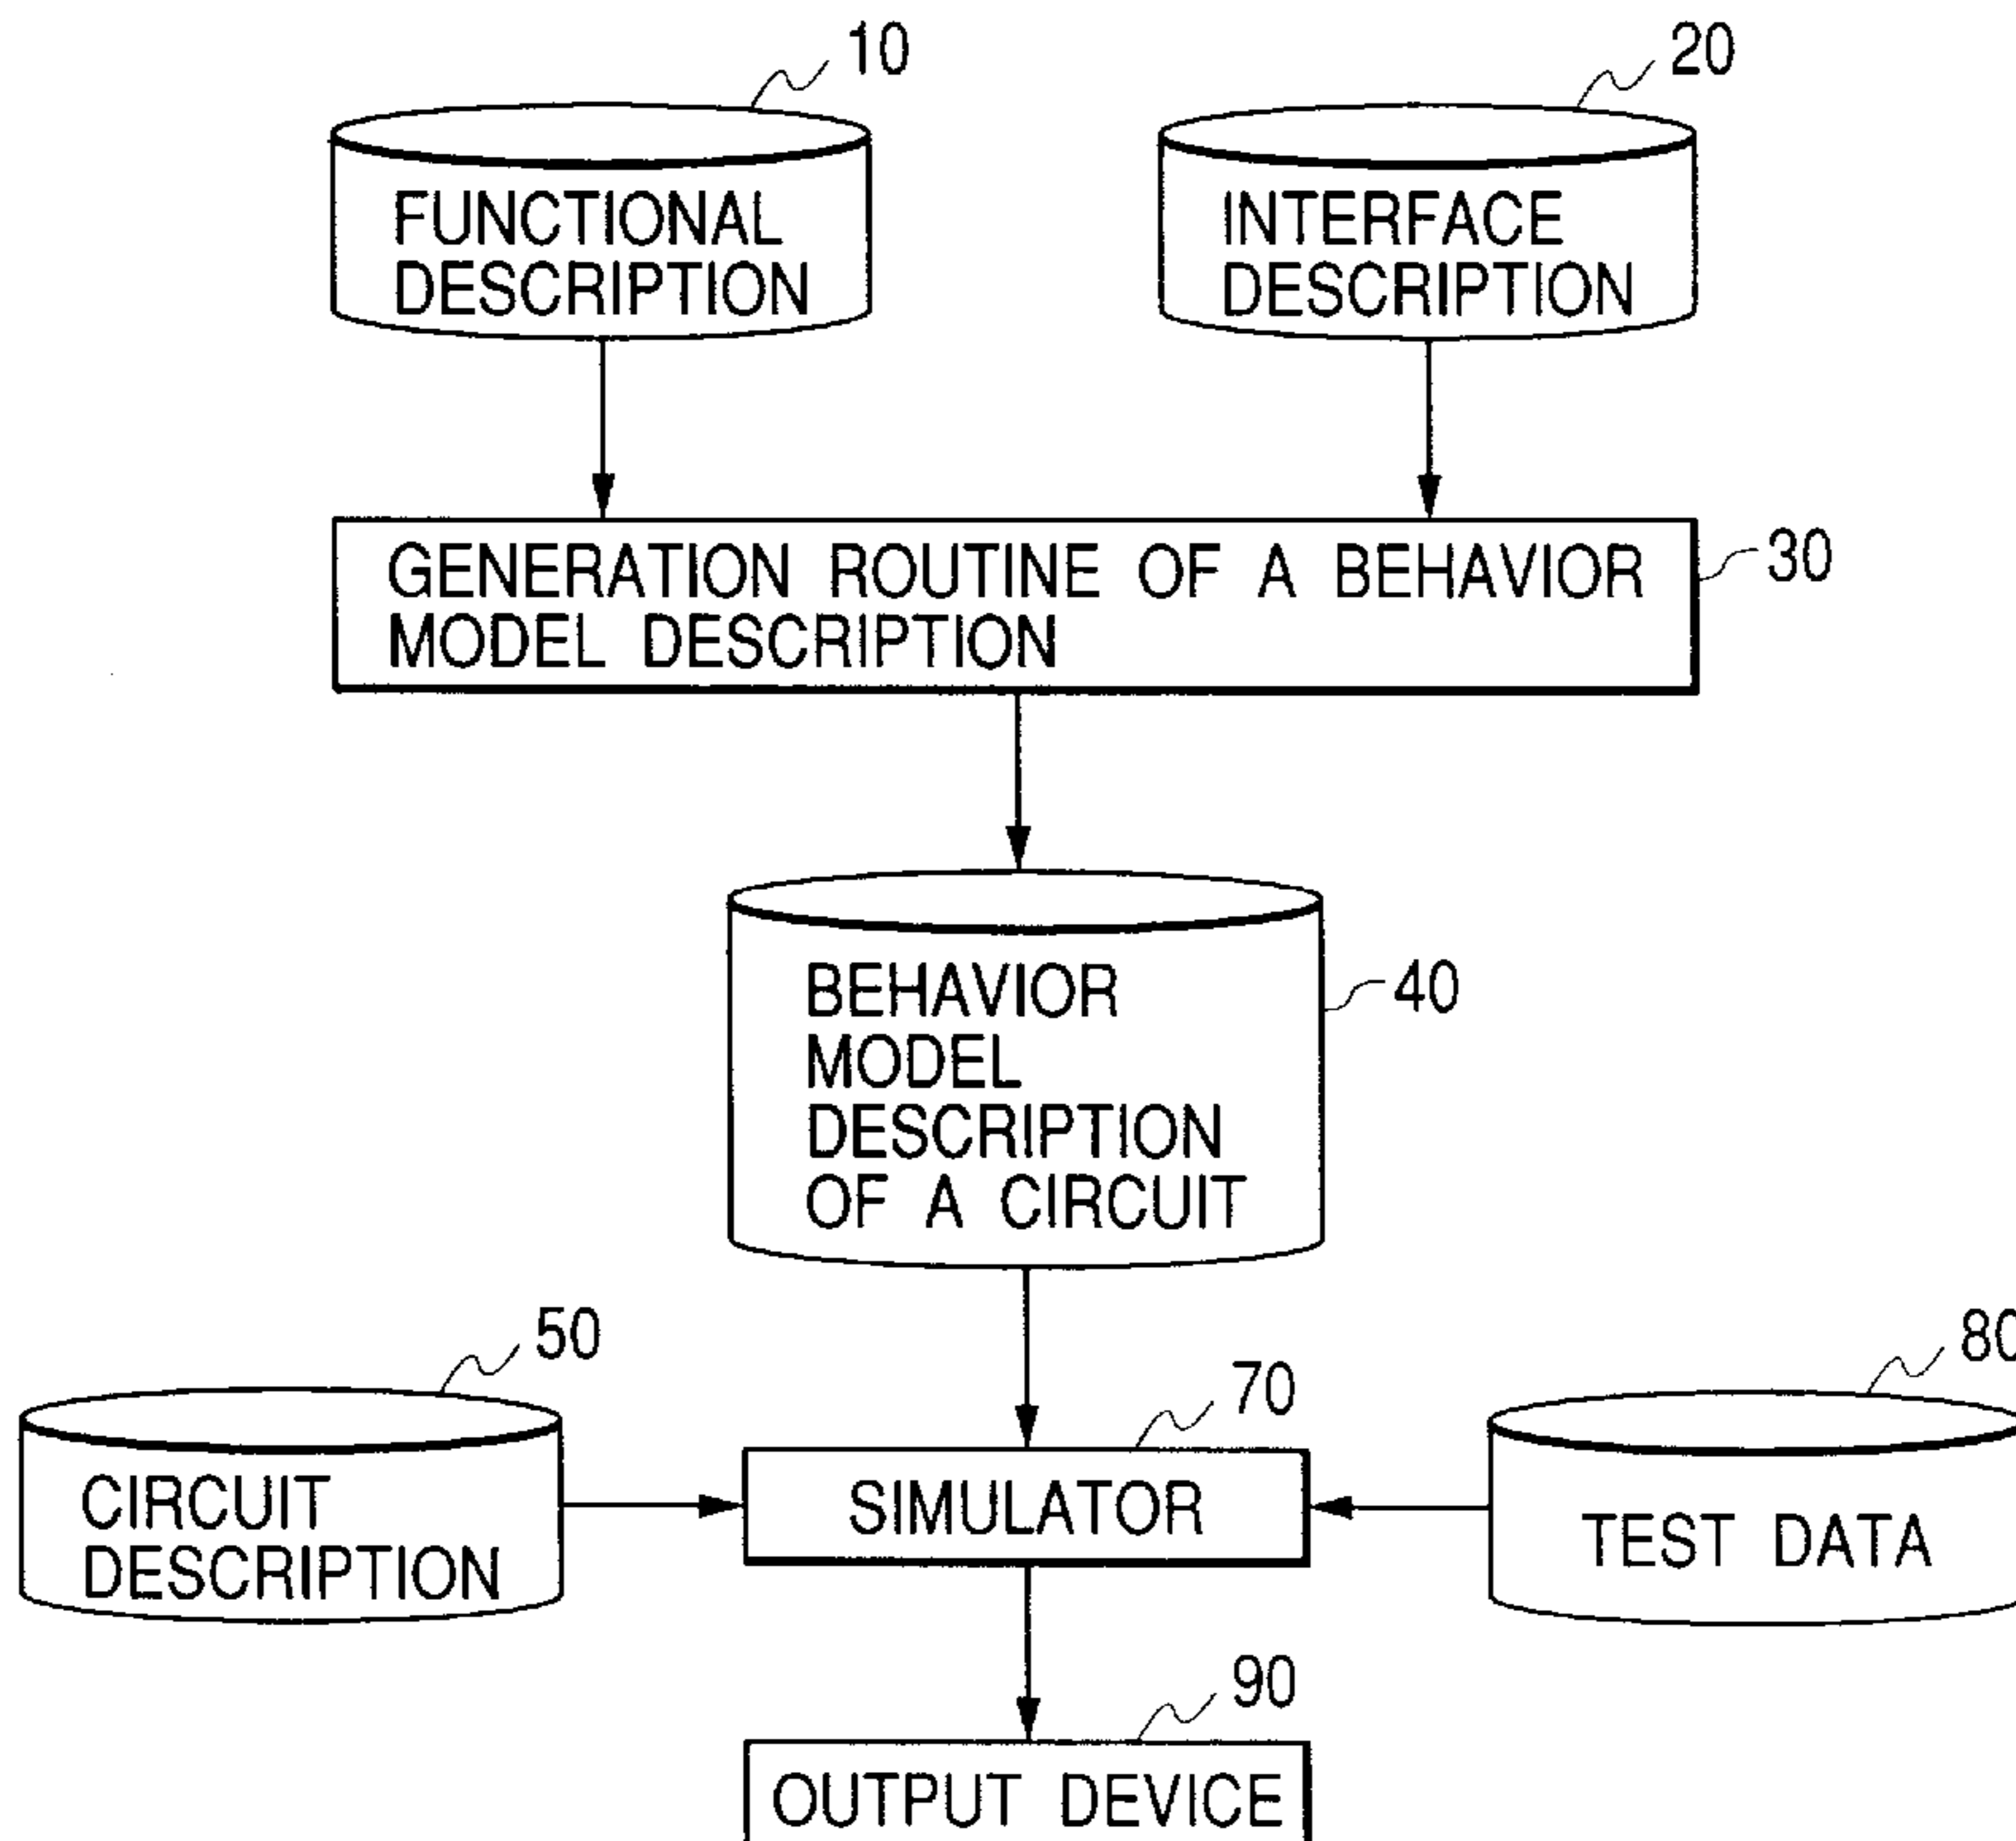 10
20
FUNCTIONAL
DESCRIPTION
INTERFACE
DESCRIPTION
GENERATION ROUTINE OF A BEHAVIOR
MODEL DESCRIPTION
30
BEHAVIOR
MODEL
DESCRIPTION
OF A CIRCUIT
40
50
70
80
CIRCUIT
DESCRIPTION
SIMULATOR
TEST DATA
90
OUTPUT DEVICE